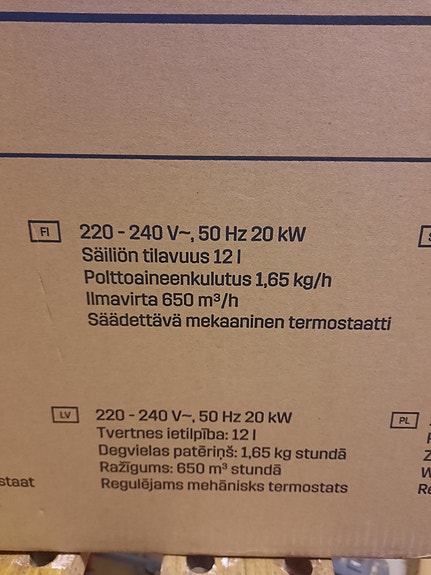 FI
220 - 240 V~, 50 Hz 20 kW
Säiliön tilavuus 12 l
Polttoaineenkulutus 1,65 kg/h
Ilmavirta 650 m³/h
Säädettävä mekaaninen termostaatti
LV
220 - 240 V~, 50 Hz 20 kW
Tvertnes ietilpība: 12 l
Degvielas patēriņš: 1,65 kg stundā
Ražīgums: 650 m³ stundā
Regulējams mehānisks termostats
staat
PL